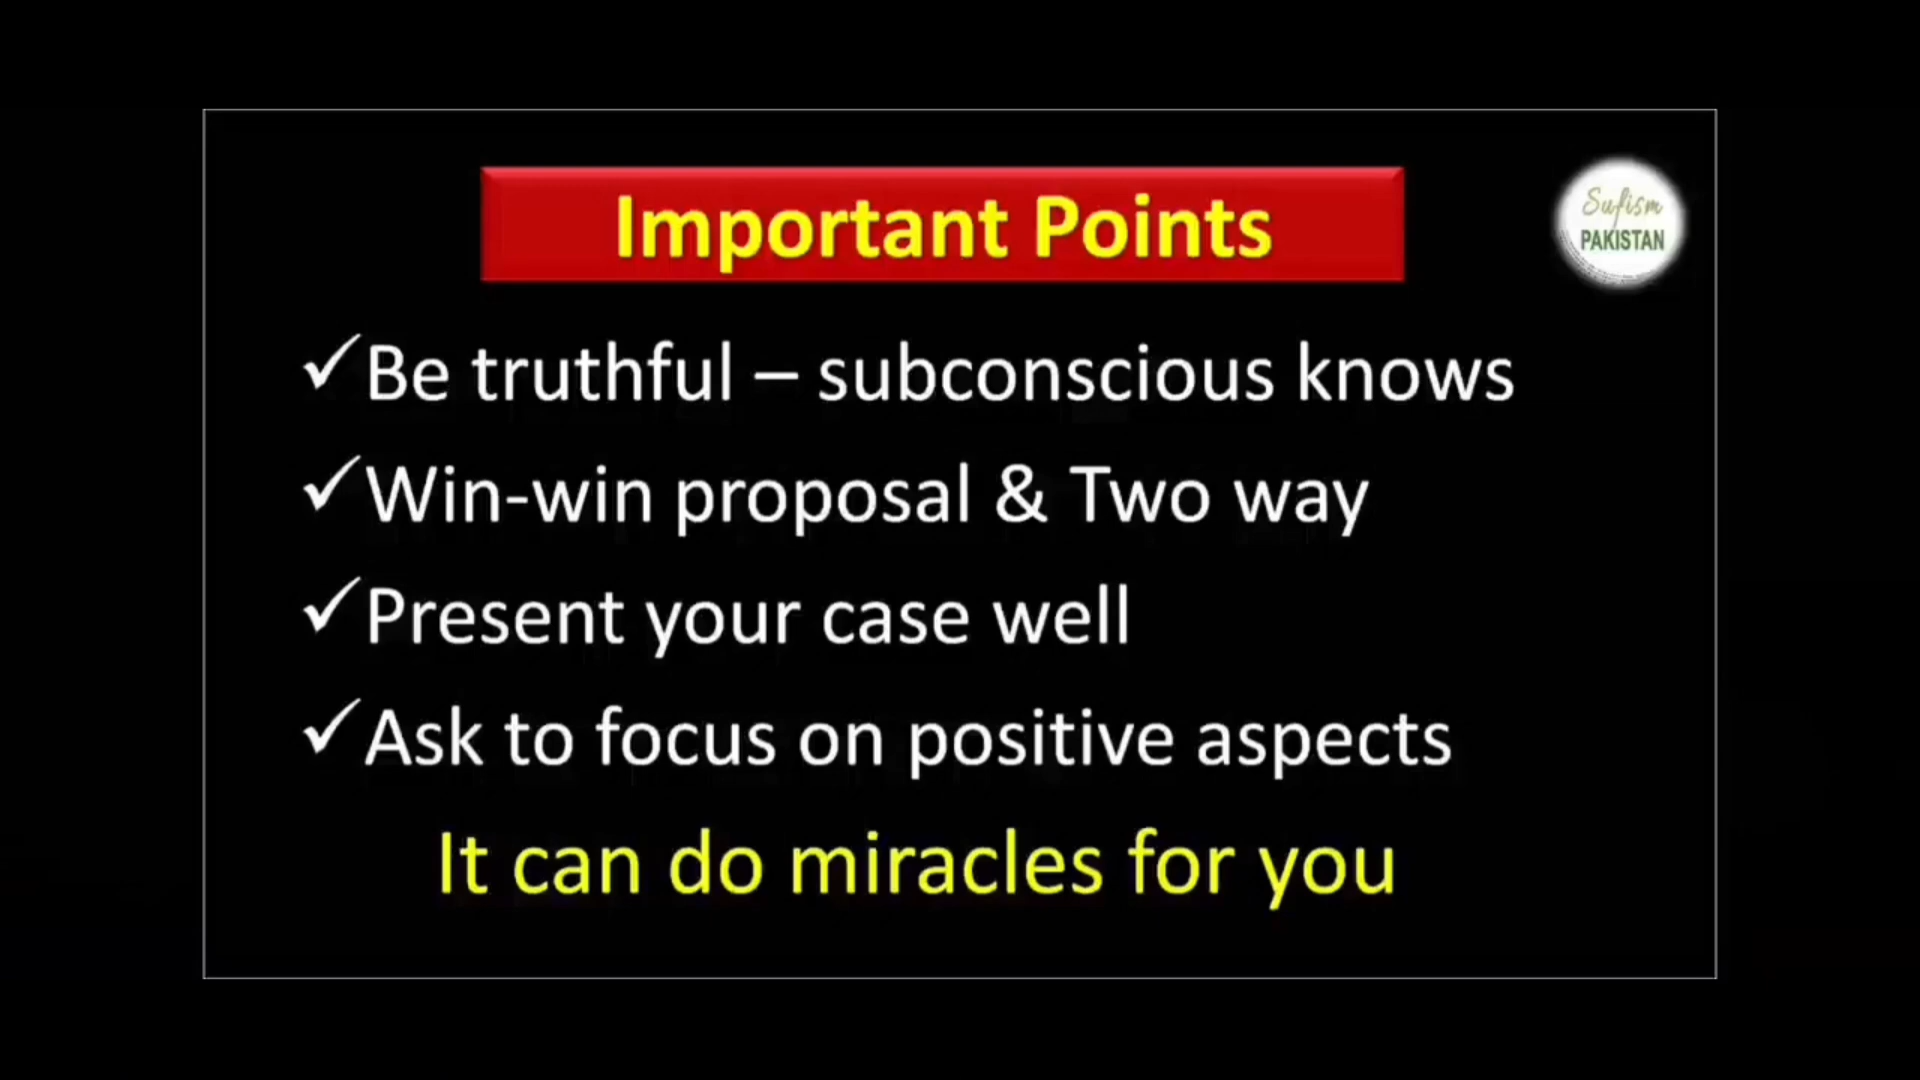 Important Points
Sufism
PAKISTAN
✓Be truthful – subconscious knows
✓Win-win proposal & Two way
✓Present your case well
✓Ask to focus on positive aspects
It can do miracles for you